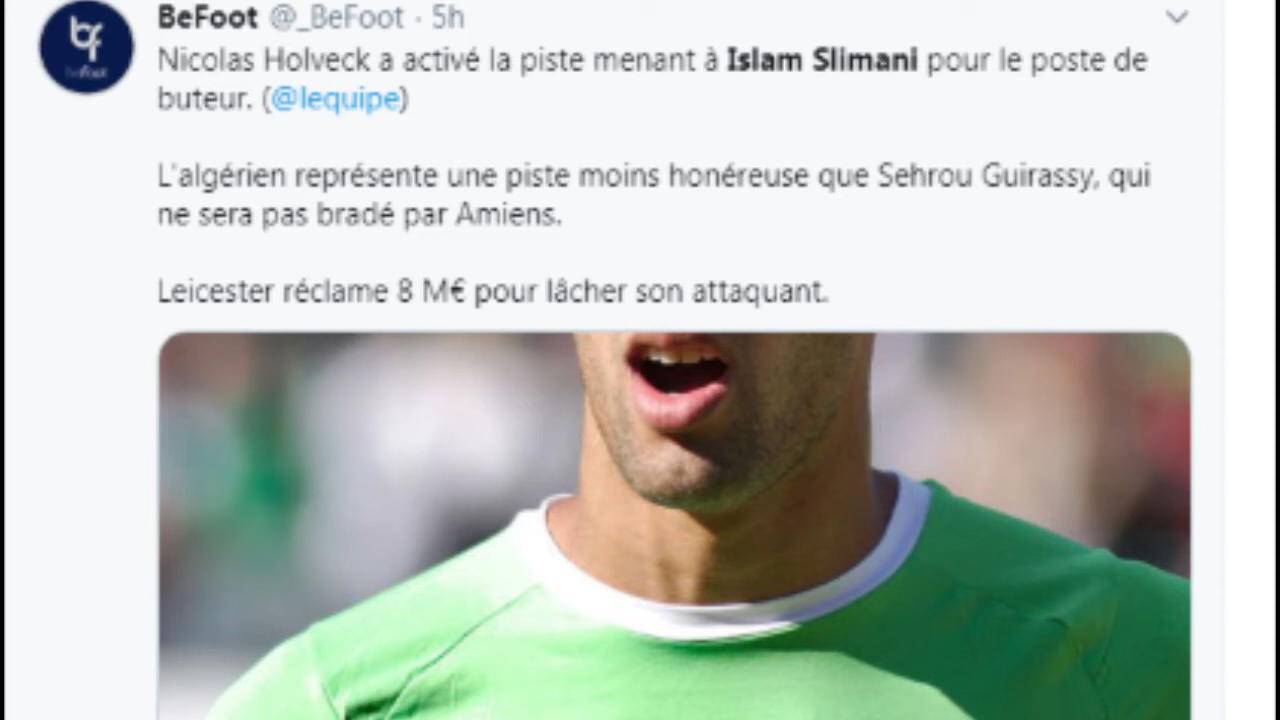 BeFoot @_BeFoot · 5h
Nicolas Holveck a activé la piste menant à Islam Slimani pour le poste de
buteur. (@lequipe)
L'algérien représente une piste moins honéreuse que Sehrou Guirassy, qui
ne sera pas bradé par Amiens.
Leicester réclame 8 M€ pour lâcher son attaquant.
bf
BeFoot